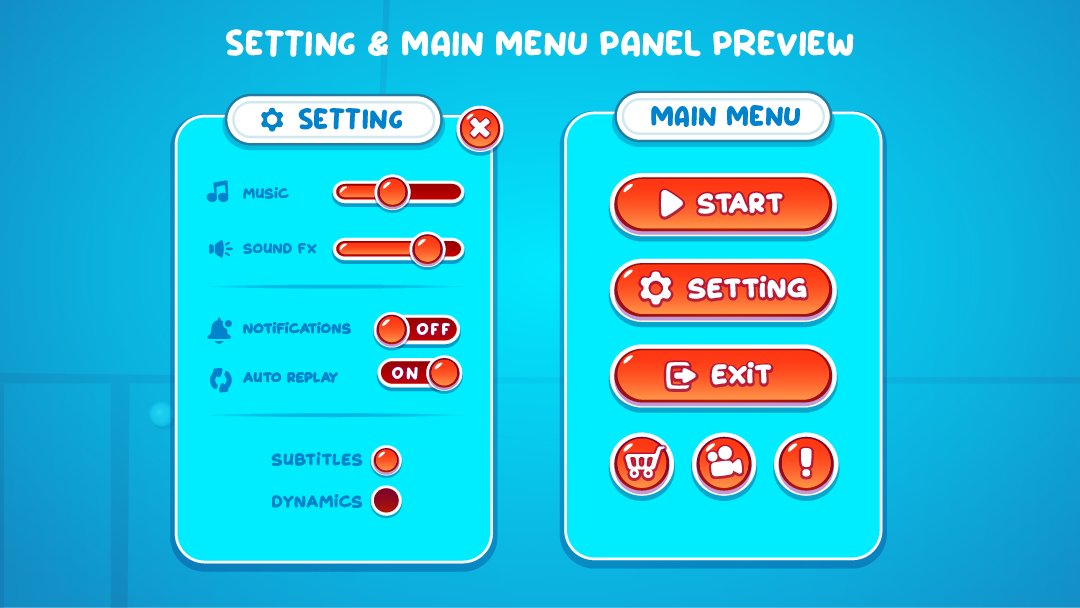 SETTING & MAIN MENU PANEL PREVIEW
SETTING
MUSIC
SOUND FX
NOTIFICATIONS
OFF
AUTO REPLAY
ON
SUBTITLES
DYNAMICS
MAIN MENU
START
SETTING
EXIT
!